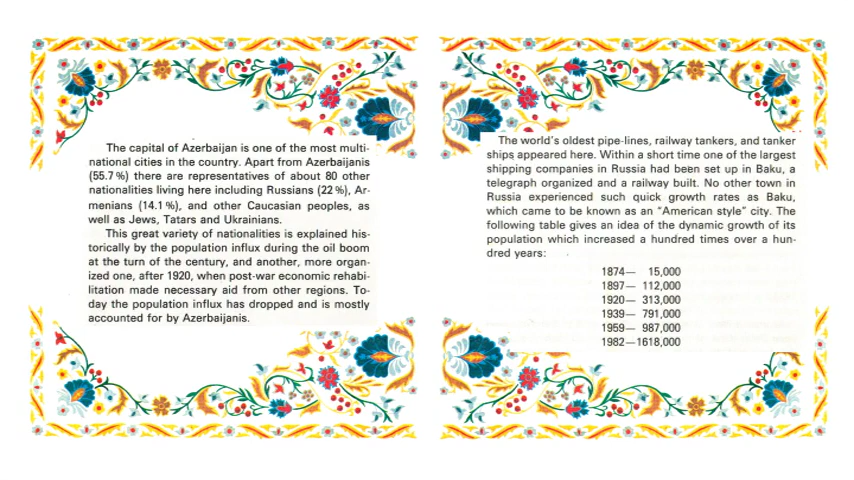 The capital of Azerbaijan is one of the most multi-
national cities in the country. Apart from Azerbaijanis
(55.7 %) there are representatives of about 80 other
nationalities living here including Russians (22 %), Ar-
menians (14.1 %), and other Caucasian peoples, as
well as Jews, Tatars and Ukrainians.
This great variety of nationalities is explained his-
torically by the population influx during the oil boom
at the turn of the century, and another, more organ-
ized one, after 1920, when post-war economic rehabi-
litation made necessary aid from other regions. To-
day the population influx has dropped and is mostly
accounted for by Azerbaijanis.
The world's oldest pipe-lines, railway tankers, and tanker
ships appeared here. Within a short time one of the largest
shipping companies in Russia had been set up in Baku, a
telegraph organized and a railway built. No other town in
Russia experienced such quick growth rates as Baku,
which came to be known as an "American style" city. The
following table gives an idea of the dynamic growth of its
population which increased a hundred times over a hun-
dred years:
1874— 15,000
1897— 112,000
1920— 313,000
1939— 791,000
1959— 987,000
1982—1618,000